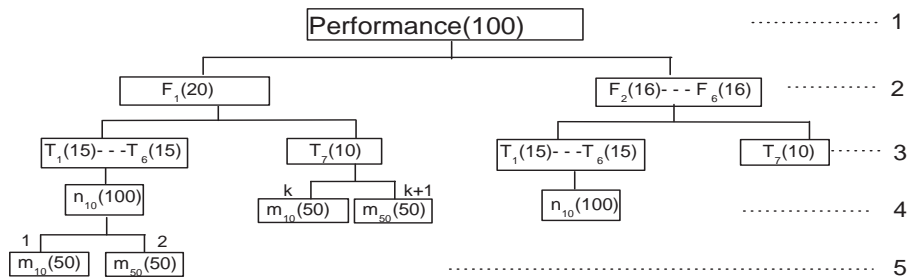 Performance(100) 1
F1(20) F2(16)- - - F6(16) 2
T1(15)- - -T6(15) T7(10) T1(15)- - -T6(15) T7(10) 3
k k+1
n10(100) m10(50) m50(50) n10(100) 4
1 2
m10(50) m50(50) 5